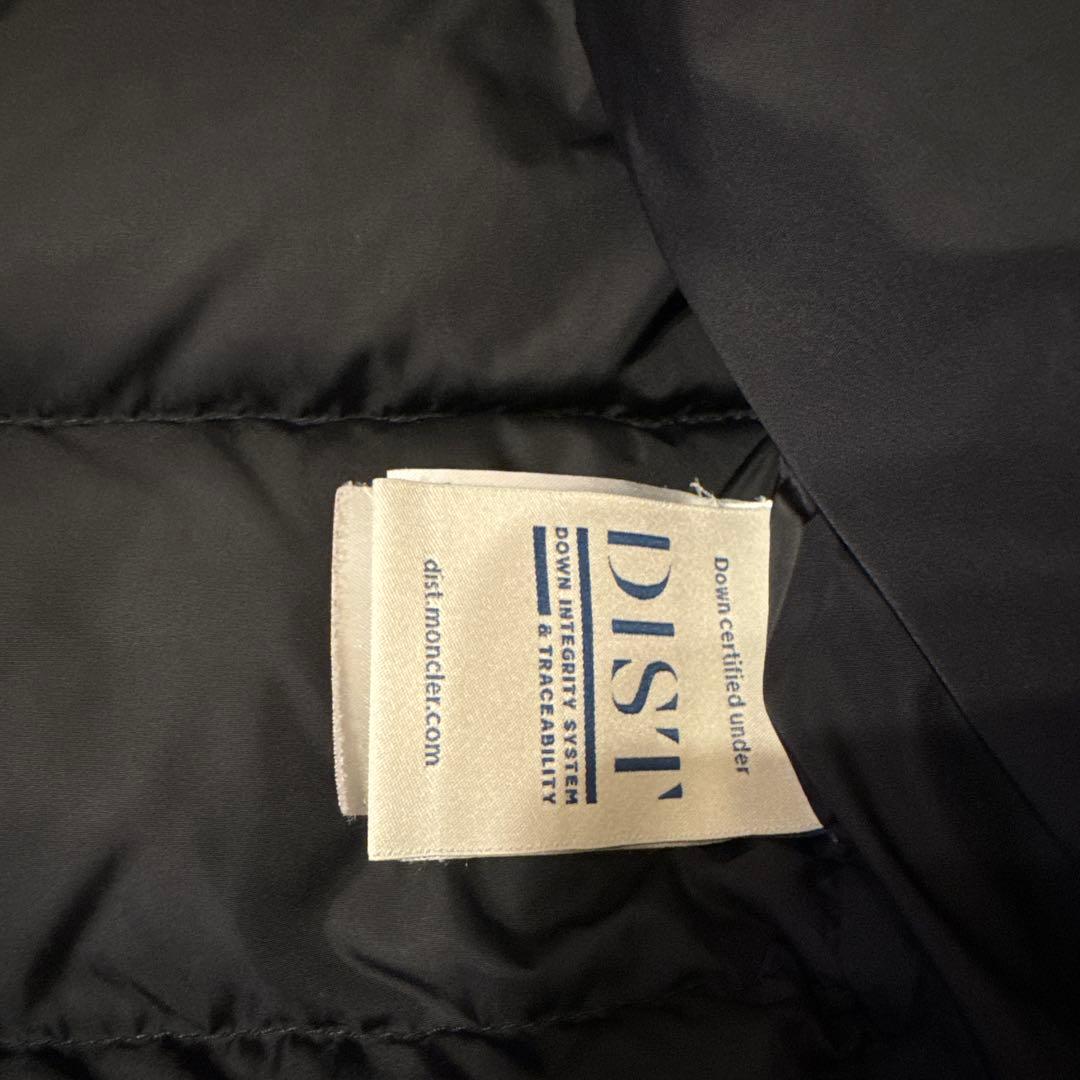 Down certified under
DIST
DOWN INTEGRITY SYSTEM
& TRACEABILITY
dist.moncler.com